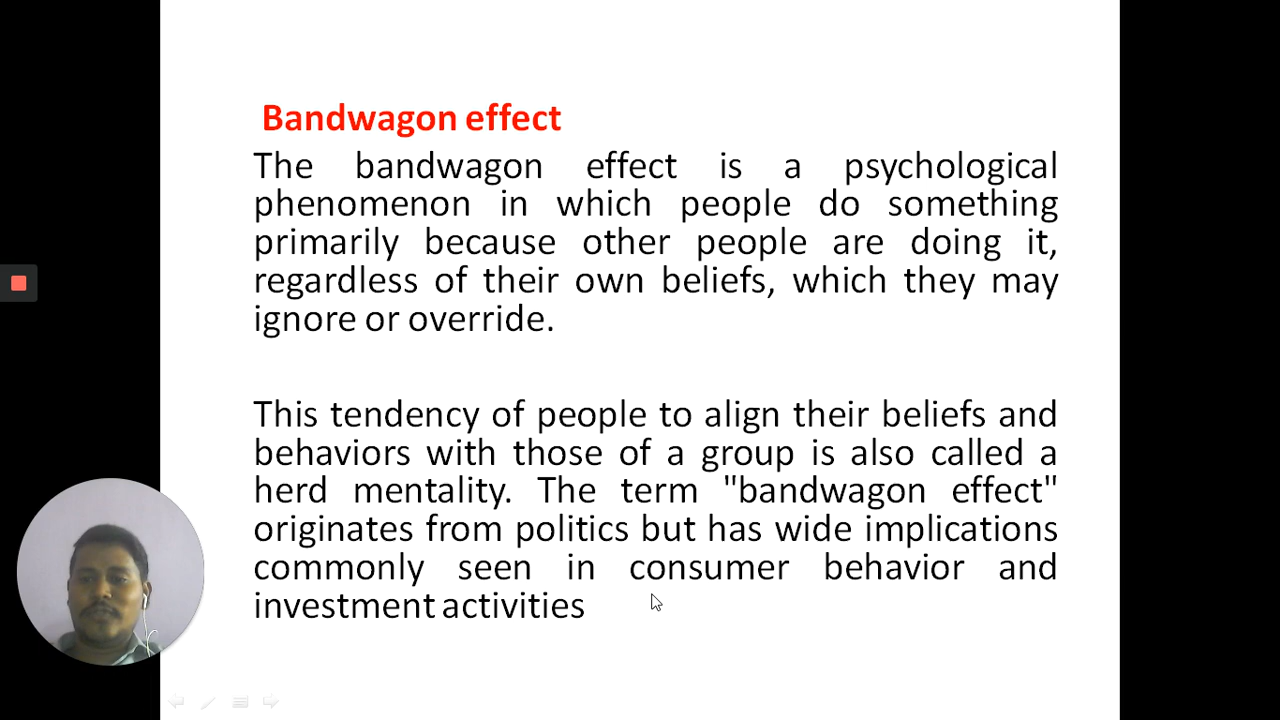 Bandwagon effect
The bandwagon effect is a psychological
phenomenon in which people do something
primarily because other people are doing it,
regardless of their own beliefs, which they may
ignore or override.
This tendency of people to align their beliefs and
behaviors with those of a group is also called a
herd mentality. The term "bandwagon effect"
originates from politics but has wide implications
commonly seen in consumer behavior and
investment activities